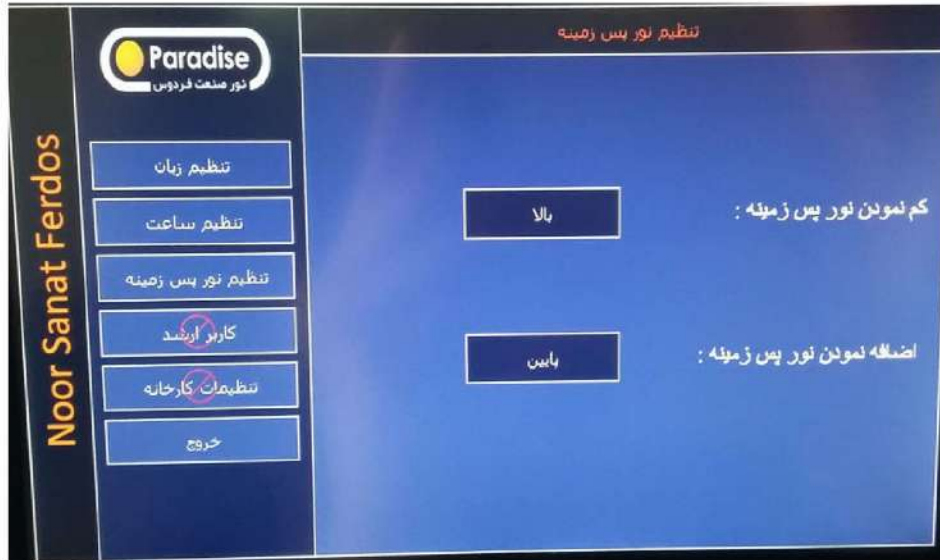 تنظیم نور پس زمینه
Paradise
نور صنعت فردوس
Noor Sanat Ferdos
تنظیم زبان
تنظیم ساعت
تنظیم نور پس زمینه
کاربر ارشد
تنظیمات کارخانه
خروج
کم نمودن نور پس زمینه :
بالا
اضافه نمودن نور پس زمینه :
پایین